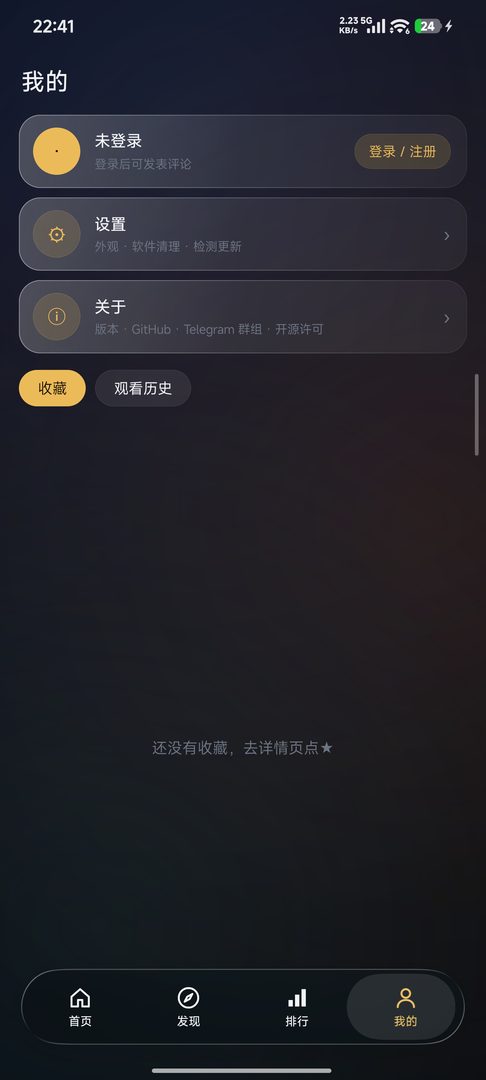 22:41
2.23 5G
KB/s
6
24
我的
未登录
登录后可发表评论
登录 / 注册
设置
外观 · 软件清理 · 检测更新
关于
版本 · GitHub · Telegram 群组 · 开源许可
收藏
观看历史
还没有收藏，去详情页点★
首页
发现
排行
我的